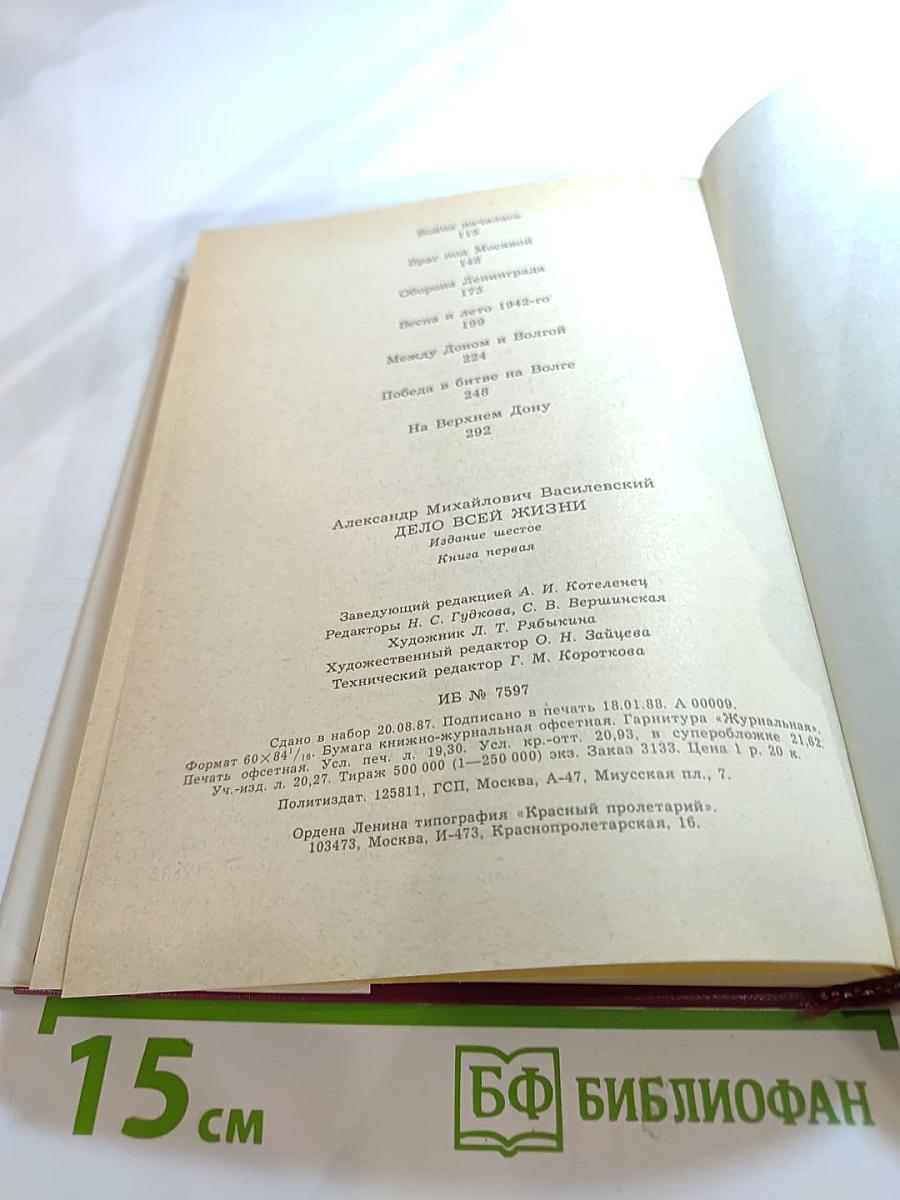 Война началась
115
Враг под Москвой
143
Оборона Ленинграда
173
Весна и лето 1942-го
199
Между Доном и Волгой
224
Победа в битве на Волге
248
На Верхнем Дону
292
Александр Михайлович Василевский
ДЕЛО ВСЕЙ ЖИЗНИ
Издание шестое
Книга первая
Заведующий редакцией А. И. Котеленец
Редакторы Н. С. Гудкова, С. В. Вершинская
Художник Л. Т. Рябыкина
Художественный редактор О. Н. Зайцева
Технический редактор Г. М. Короткова
ИБ № 7597
Сдано в набор 20.08.87. Подписано в печать 18.01.88. А 00009.
Формат 60×84 1/16. Бумага книжно-журнальная офсетная. Гарнитура «Журнальная».
Печать офсетная. Усл. печ. л. 19,30. Усл. кр.-отт. 20,93, в суперобложке 21,62.
Уч.-изд. л. 20,27. Тираж 500 000 (1—250 000) экз. Заказ 3133. Цена 1 р. 20 к.
Политиздат. 125811, ГСП, Москва, А-47, Миусская пл., 7.
Ордена Ленина типография «Красный пролетарий».
103473, Москва, И-473, Краснопролетарская, 16.
15 см
БФ БИБЛИОФАН